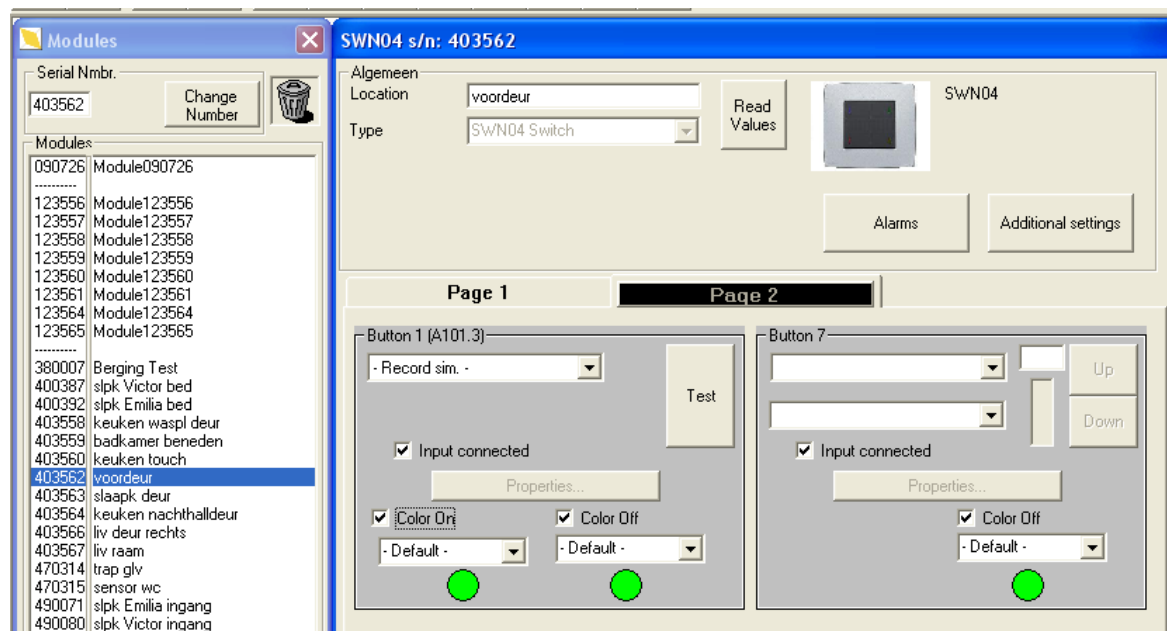 Modules
Serial Nmbr.
403562
Change
Number
Modules
090726 Module090726
----------
123556 Module123556
123557 Module123557
123558 Module123558
123559 Module123559
123560 Module123560
123561 Module123561
123564 Module123564
123565 Module123565
----------
380007 Berging Test
400387 slpk Victor bed
400392 slpk Emilia bed
403558 keuken waspl deur
403559 badkamer beneden
403560 keuken touch
403562 voordeur
403563 slaapk deur
403564 keuken nachthalldeur
403566 liv deur rechts
403567 liv raam
470314 trap glv
470315 sensor wc
490071 slpk Emilia ingang
490080 slpk Victor ingang
SWN04 s/n: 403562
Algemeen
Location voordeur
Type SWN04 Switch
Read
Values
SWN04
Alarms Additional settings
Page 1 Page 2
Button 1 (A101.3)
- Record sim. -
Test
Input connected
Properties...
Color On Color Off
- Default - - Default -
Button 7
Up
Down
Input connected
Properties...
Color Off
- Default -